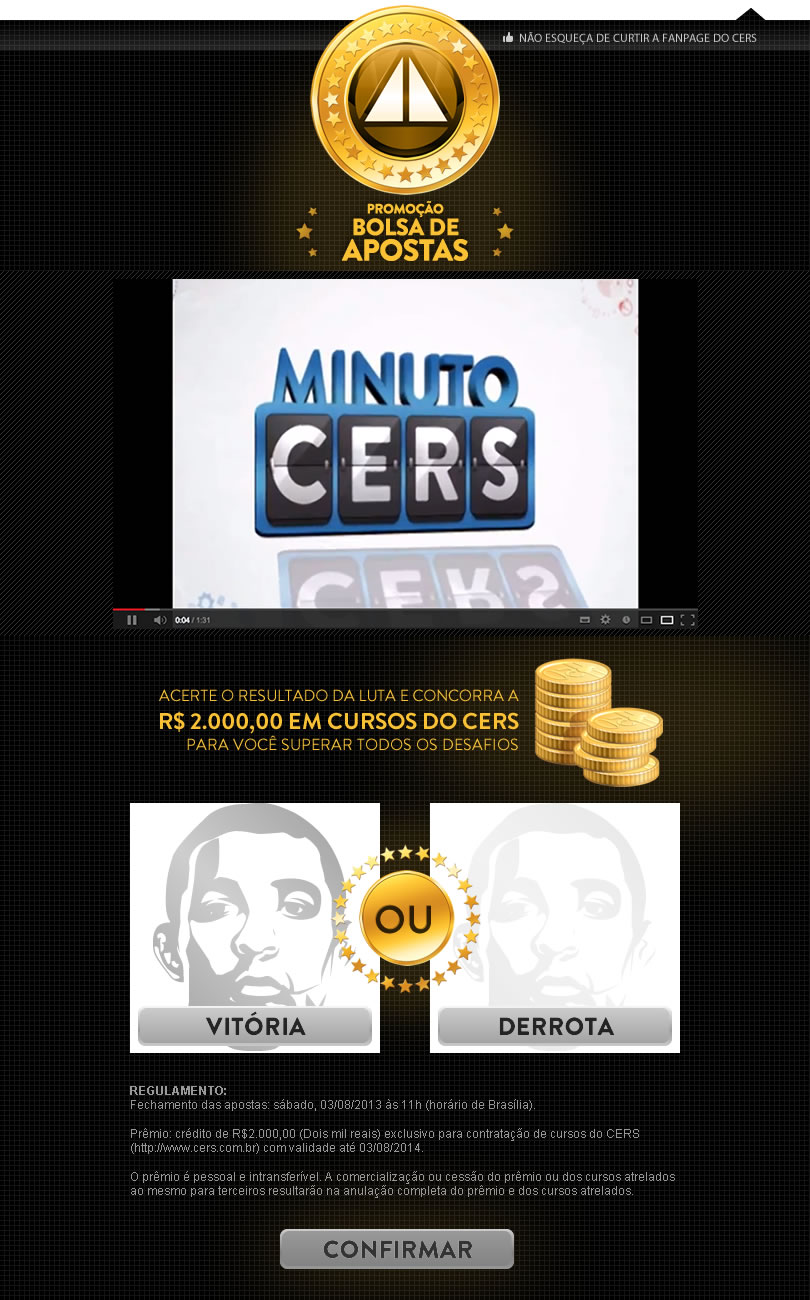 NÃO ESQUEÇA DE CURTIR A FANPAGE DO CERS
PROMOÇÃO
BOLSA DE
APOSTAS
MINUTO
CERS
0:04 / 1:31
ACERTE O RESULTADO DA LUTA E CONCORRA A
R$ 2.000,00 EM CURSOS DO CERS
PARA VOCÊ SUPERAR TODOS OS DESAFIOS
OU
VITÓRIA
DERROTA
REGULAMENTO:
Fechamento das apostas: sábado, 03/08/2013 às 11h (horário de Brasília).
Prêmio: crédito de R$2.000,00 (Dois mil reais) exclusivo para contratação de cursos do CERS
(http://www.cers.com.br) com validade até 03/08/2014.
O prêmio é pessoal e intransferível. A comercialização ou cessão do prêmio ou dos cursos atrelados
ao mesmo para terceiros resultarão na anulação completa do prêmio e dos cursos atrelados.
CONFIRMAR